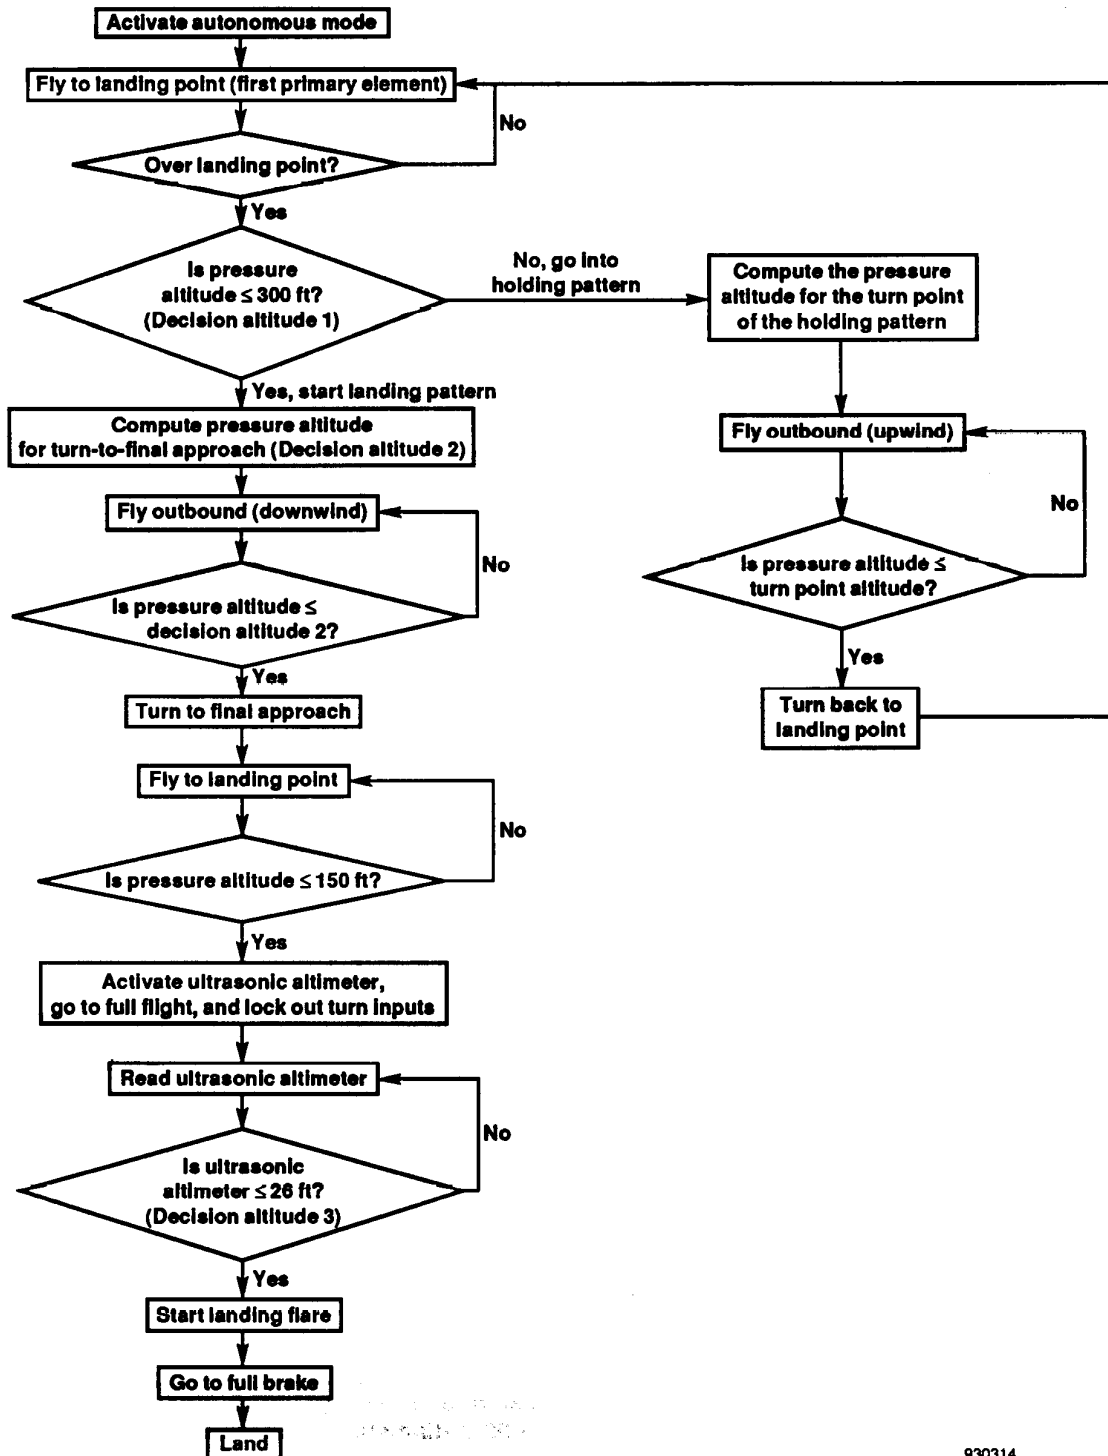 Activate autonomous mode
Fly to landing point (first primary element)
No
Over landing point?
Yes
Is pressure
altitude ≤ 300 ft?
(Decision altitude 1)
No, go into
holding pattern
Compute the pressure
altitude for the turn point
of the holding pattern
Yes, start landing pattern
Compute pressure altitude
for turn-to-final approach (Decision altitude 2)
Fly outbound (upwind)
No
Is pressure altitude ≤
turn point altitude?
Yes
Turn back to
landing point
Fly outbound (downwind)
No
Is pressure altitude ≤
decision altitude 2?
Yes
Turn to final approach
Fly to landing point
No
Is pressure altitude ≤ 150 ft?
Yes
Activate ultrasonic altimeter,
go to full flight, and lock out turn inputs
Read ultrasonic altimeter
No
Is ultrasonic
altimeter ≤ 26 ft?
(Decision altitude 3)
Yes
Start landing flare
Go to full brake
Land
930314